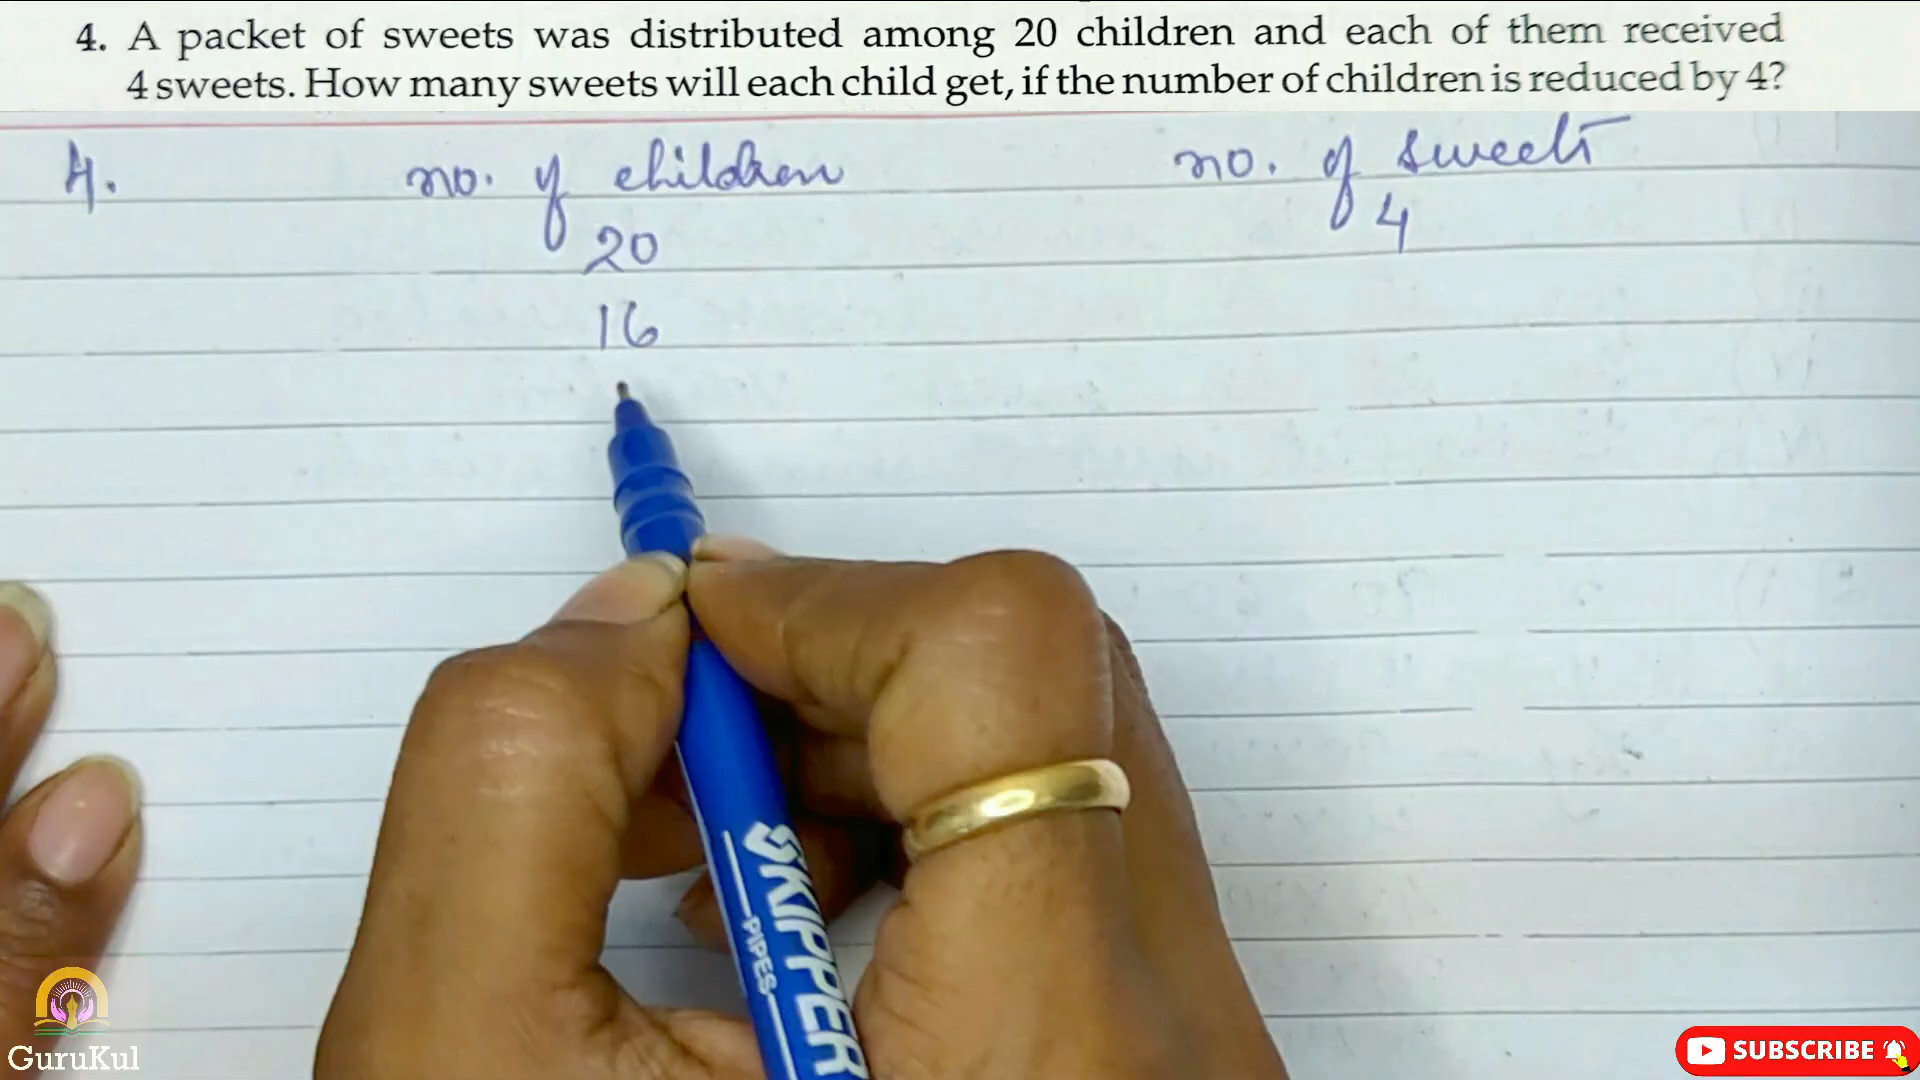 4. A packet of sweets was distributed among 20 children and each of them received
4 sweets. How many sweets will each child get, if the number of children is reduced by 4?
4. no. of children no. of sweets
20 4
16
SKIPPER
PIPES
GuruKul
SUBSCRIBE